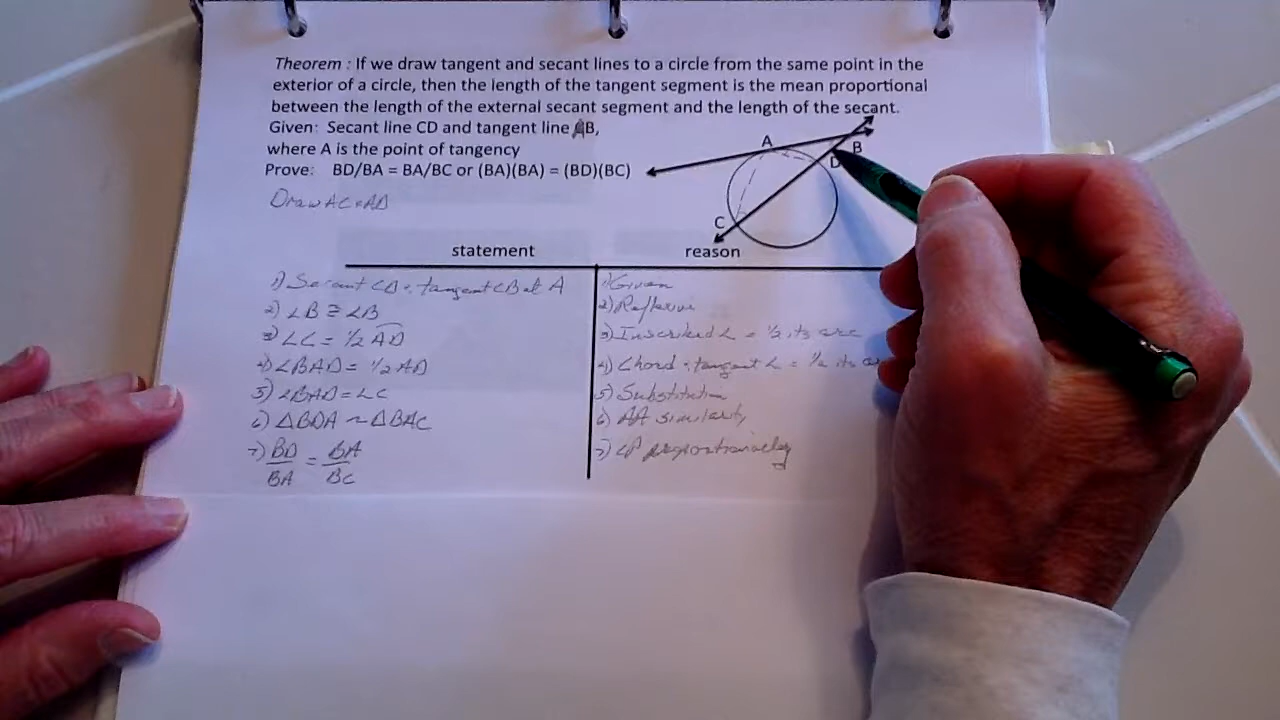 Theorem : If we draw tangent and secant lines to a circle from the same point in the
exterior of a circle, then the length of the tangent segment is the mean proportional
between the length of the external secant segment and the length of the secant.
Given: Secant line CD and tangent line AB,
where A is the point of tangency
Prove: BD/BA = BA/BC or (BA)(BA) = (BD)(BC)
A
B
D
C
Draw AC & AD
statement
reason
1) Secant CD, tangent at A
1) Given
2) ∠B ≅ ∠B
2) Reflexive
3) ∠C = ½ AD
3) Inscribed ∠ = ½ its arc
4) ∠BAD = ½ AD
4) Chord tangent ∠ = ½ its
5) ∠BAD = ∠C
5) Substitution
6) △BDA ~ △BAC
6) AA similarity
7) BD/BA = BA/BC
7)